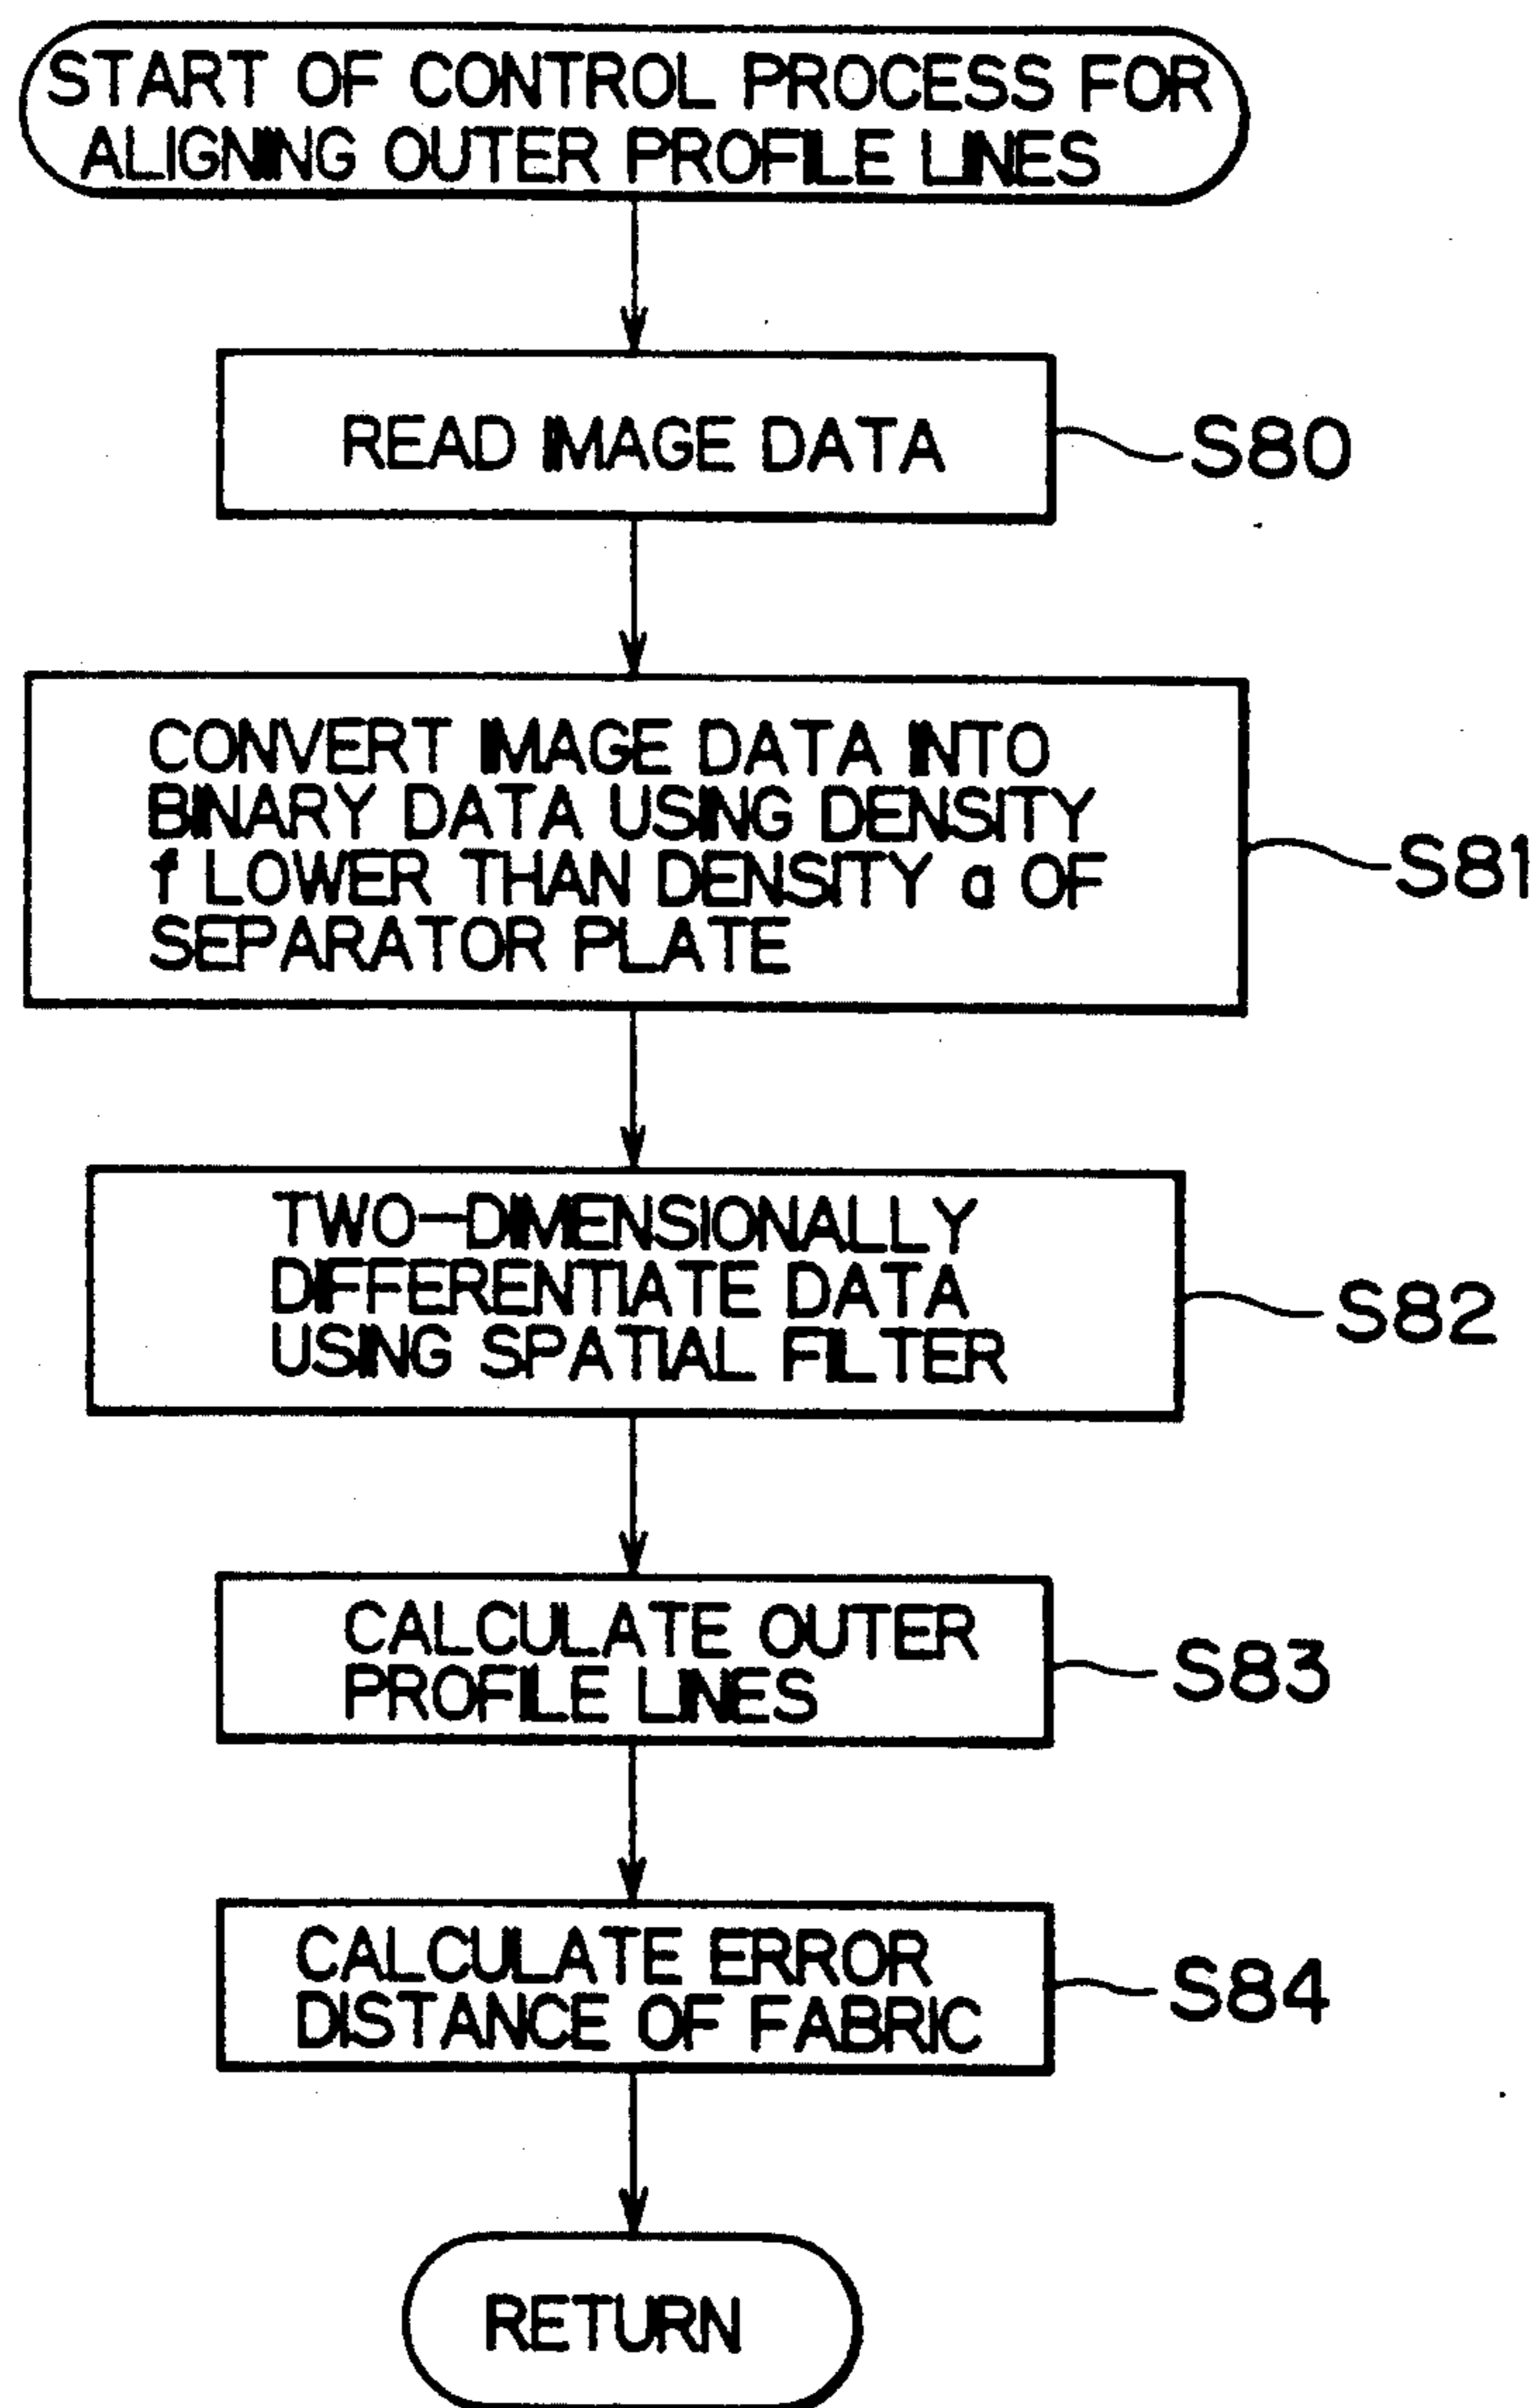 START OF CONTROL PROCESS FOR
ALIGNING OUTER PROFILE LINES
READ IMAGE DATA
S80
CONVERT IMAGE DATA INTO
BINARY DATA USING DENSITY
f LOWER THAN DENSITY a OF
SEPARATOR PLATE
S81
TWO-DIMENSIONALLY
DIFFERENTIATE DATA
USING SPATIAL FILTER
S82
CALCULATE OUTER
PROFILE LINES
S83
CALCULATE ERROR
DISTANCE OF FABRIC
S84
RETURN